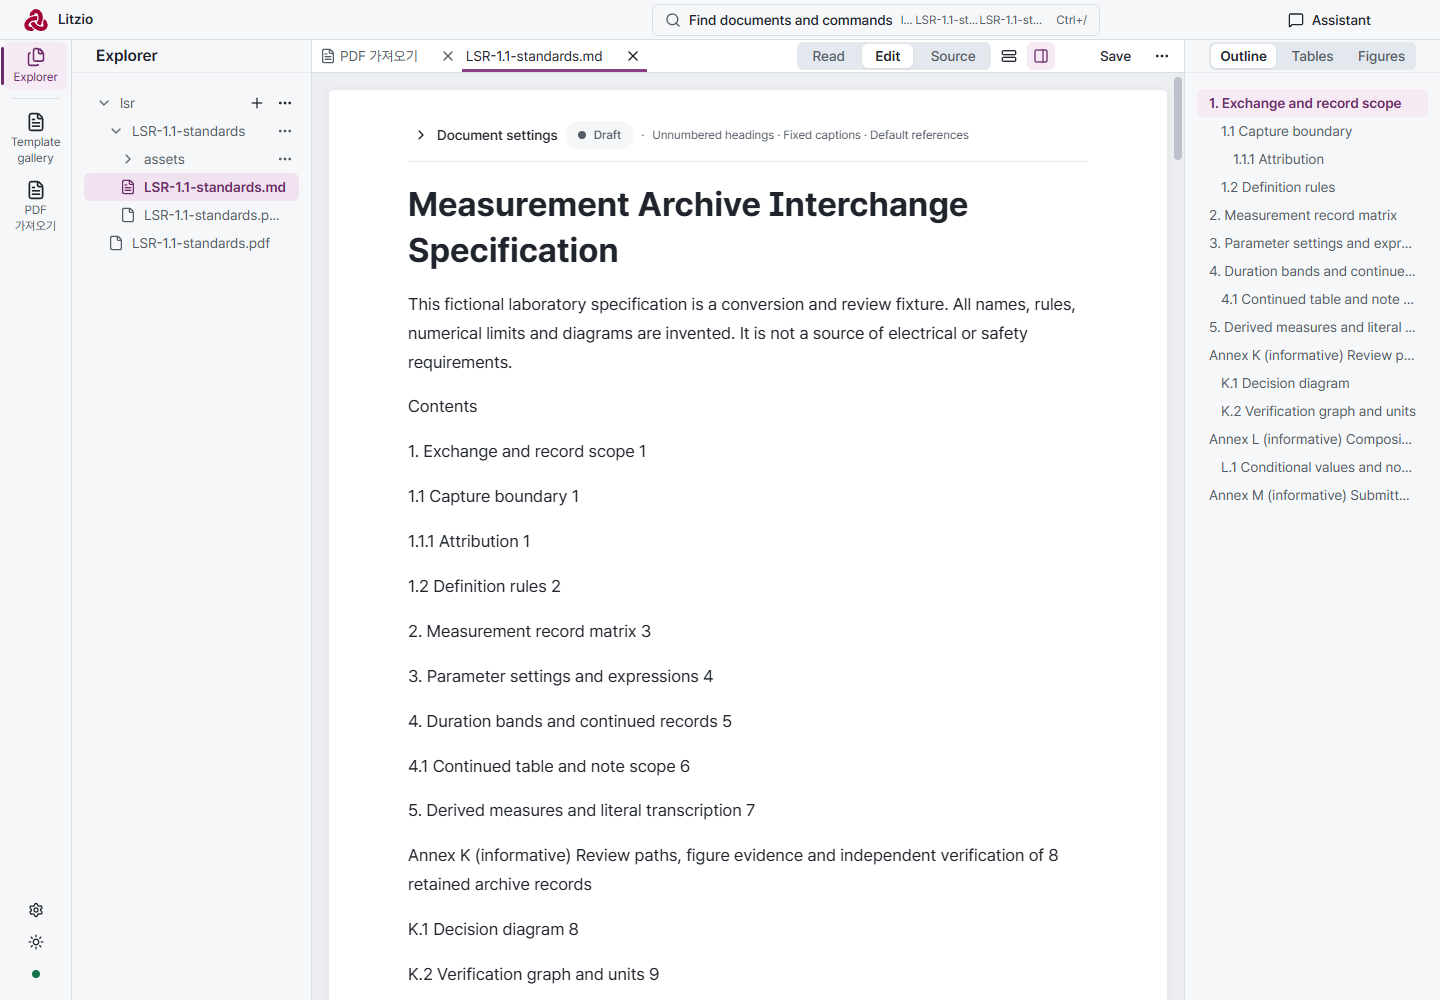 Litzio
Find documents and commands l... LSR-1.1-st... LSR-1.1-st... Ctrl+/
Assistant
Explorer
Template
gallery
PDF
가져오기
Explorer
lsr
LSR-1.1-standards
assets
LSR-1.1-standards.md
LSR-1.1-standards.p...
LSR-1.1-standards.pdf
PDF 가져오기
LSR-1.1-standards.md
Read Edit Source
Save
Document settings Draft · Unnumbered headings · Fixed captions · Default references
Measurement Archive Interchange
Specification
This fictional laboratory specification is a conversion and review fixture. All names, rules,
numerical limits and diagrams are invented. It is not a source of electrical or safety
requirements.
Contents
1. Exchange and record scope 1
1.1 Capture boundary 1
1.1.1 Attribution 1
1.2 Definition rules 2
2. Measurement record matrix 3
3. Parameter settings and expressions 4
4. Duration bands and continued records 5
4.1 Continued table and note scope 6
5. Derived measures and literal transcription 7
Annex K (informative) Review paths, figure evidence and independent verification of 8
retained archive records
K.1 Decision diagram 8
K.2 Verification graph and units 9
Outline Tables Figures
1. Exchange and record scope
1.1 Capture boundary
1.1.1 Attribution
1.2 Definition rules
2. Measurement record matrix
3. Parameter settings and expr...
4. Duration bands and continue...
4.1 Continued table and note ...
5. Derived measures and literal ...
Annex K (informative) Review p...
K.1 Decision diagram
K.2 Verification graph and units
Annex L (informative) Composi...
L.1 Conditional values and no...
Annex M (informative) Submitt...